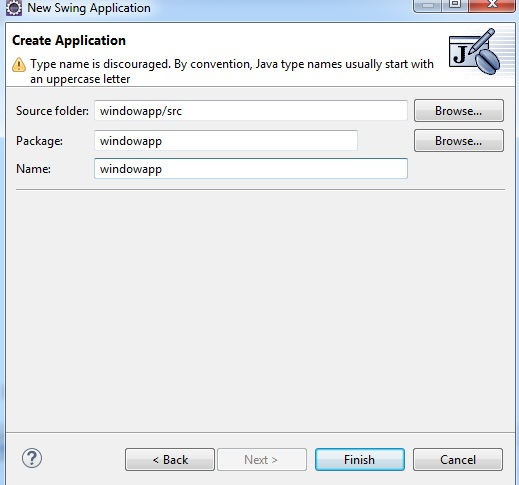 New Swing Application
Create Application
Type name is discouraged. By convention, Java type names usually start with
an uppercase letter
Source folder: windowapp/src Browse...
Package: windowapp Browse...
Name: windowapp
? < Back Next > Finish Cancel